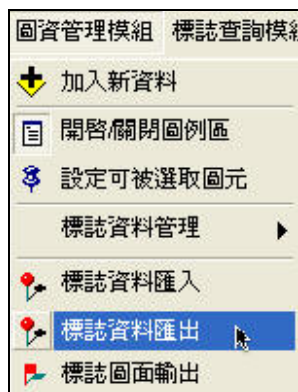 圖資管理模組 標誌查詢模組
加入新資料
開啟/關閉圖例區
設定可被選取圖元
標誌資料管理
標誌資料匯入
標誌資料匯出
標誌圖面輸出